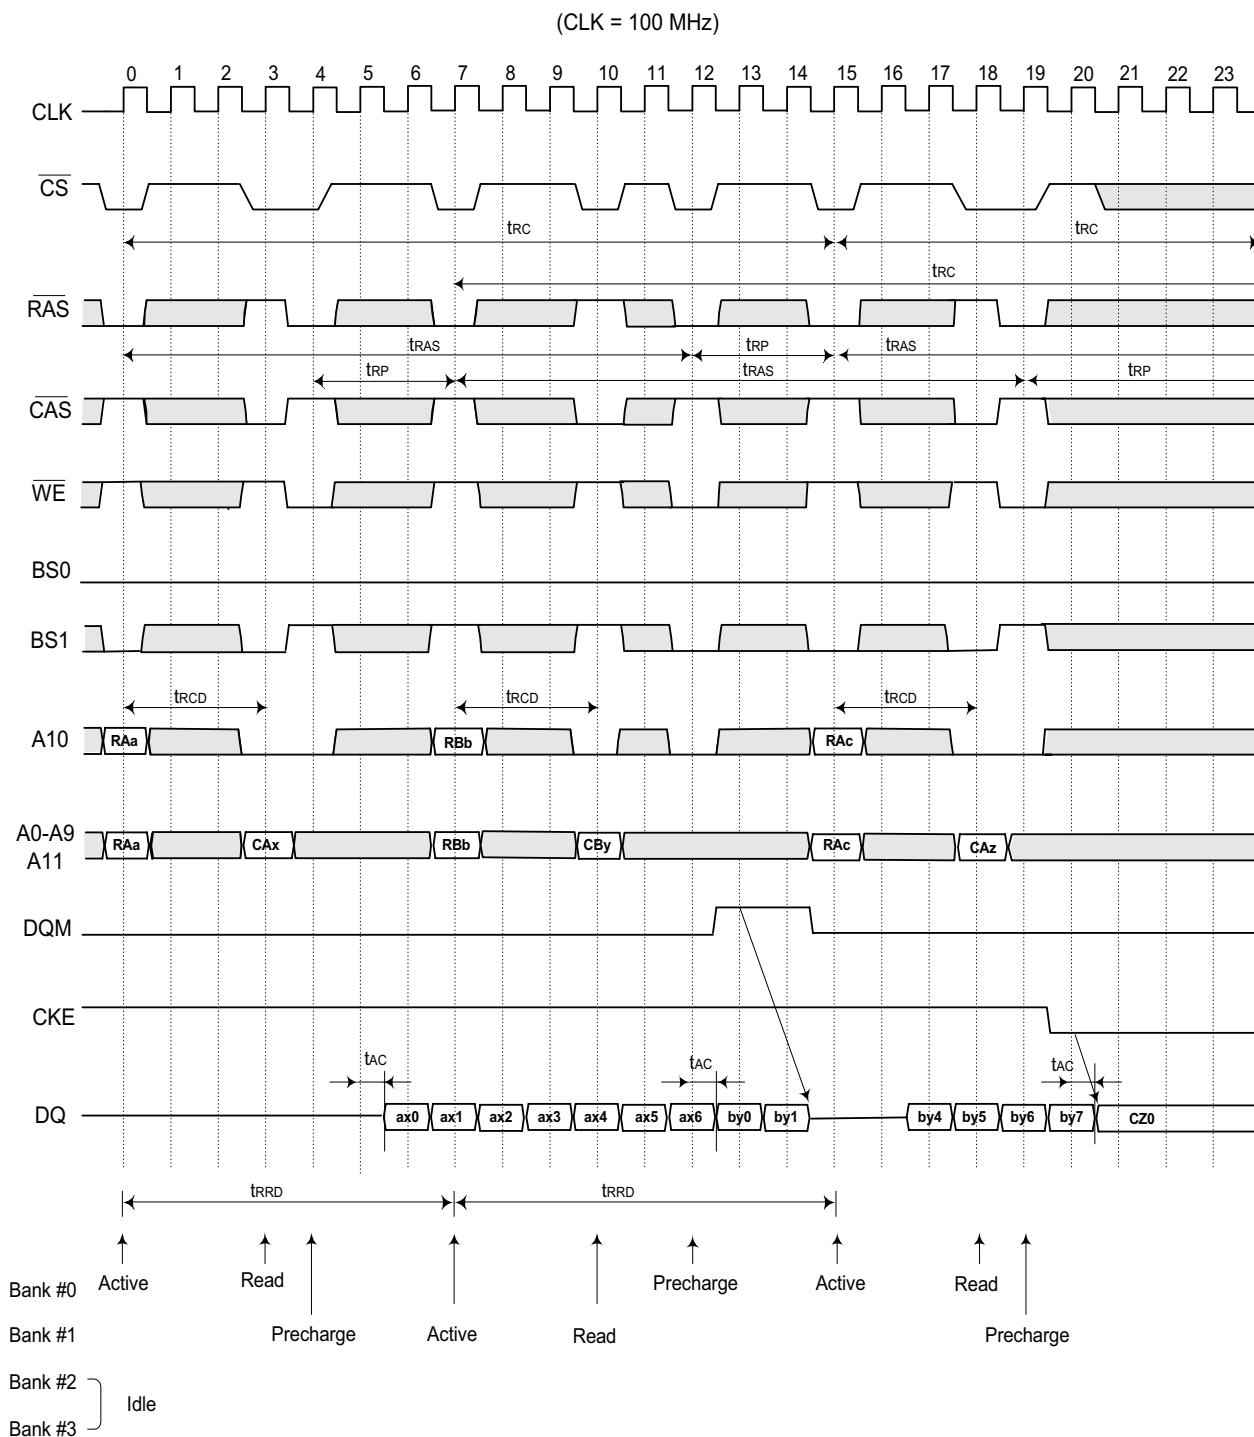 (CLK = 100 MHz)
0 1 2 3 4 5 6 7 8 9 10 11 12 13 14 15 16 17 18 19 20 21 22 23
CLK
CS
tRC tRC
tRC
RAS
tRAS tRP tRAS
tRP tRAS tRP
CAS
WE
BS0
BS1
tRCD tRCD tRCD
A10 RAa RBb RAc
A0-A9
A11
RAa CAx RBb CBy RAc CAz
DQM
CKE
tAC tAC tAC
DQ ax0 ax1 ax2 ax3 ax4 ax5 ax6 by0 by1 by4 by5 by6 by7 CZ0
tRRD tRRD
Bank #0 Active Read Precharge Active Read
Bank #1 Precharge Active Read Precharge
Bank #2
Idle
Bank #3